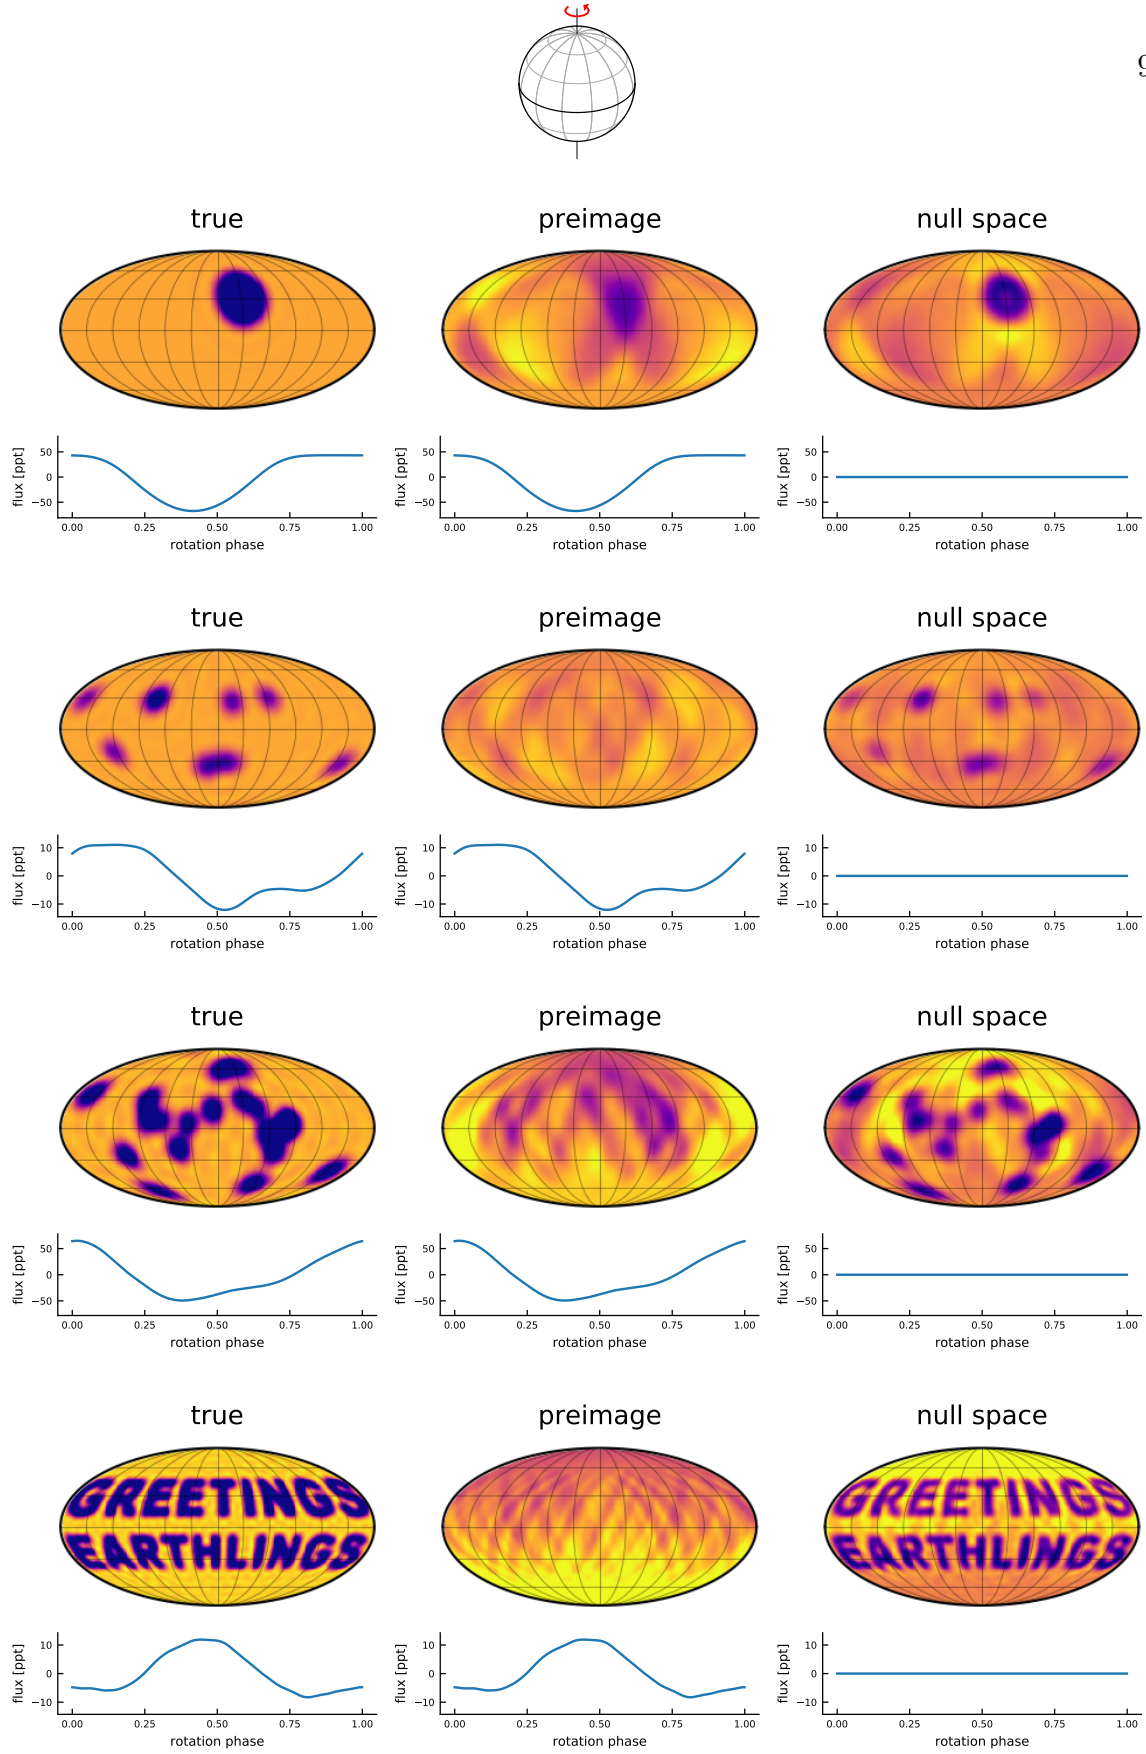 9
true preimage null space
50 50 50
flux [ppt] flux [ppt] flux [ppt]
0 0 0
−50 −50 −50
0.00 0.25 0.50 0.75 1.00 0.00 0.25 0.50 0.75 1.00 0.00 0.25 0.50 0.75 1.00
rotation phase rotation phase rotation phase
true preimage null space
10 10 10
flux [ppt] flux [ppt] flux [ppt]
0 0 0
−10 −10 −10
0.00 0.25 0.50 0.75 1.00 0.00 0.25 0.50 0.75 1.00 0.00 0.25 0.50 0.75 1.00
rotation phase rotation phase rotation phase
true preimage null space
50 50 50
flux [ppt] flux [ppt] flux [ppt]
0 0 0
−50 −50 −50
0.00 0.25 0.50 0.75 1.00 0.00 0.25 0.50 0.75 1.00 0.00 0.25 0.50 0.75 1.00
rotation phase rotation phase rotation phase
true preimage null space
GREETINGS GREETINGS
EARTHLINGS EARTHLINGS
10 10 10
flux [ppt] flux [ppt] flux [ppt]
0 0 0
−10 −10 −10
0.00 0.25 0.50 0.75 1.00 0.00 0.25 0.50 0.75 1.00 0.00 0.25 0.50 0.75 1.00
rotation phase rotation phase rotation phase